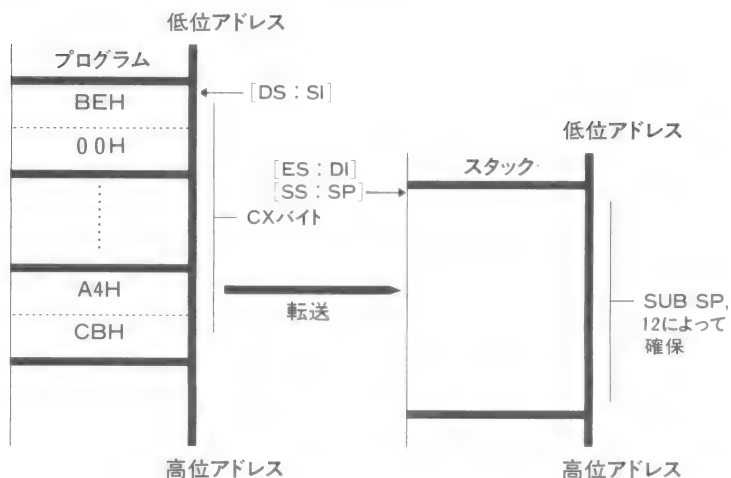 低位アドレス
プログラム
BEH
[DS:SI]
00H
CXバイト
A4H
CBH
高位アドレス
転送
低位アドレス
スタック
[ES:DI]
[SS:SP]
SUB SP,
12によって
確保
高位アドレス